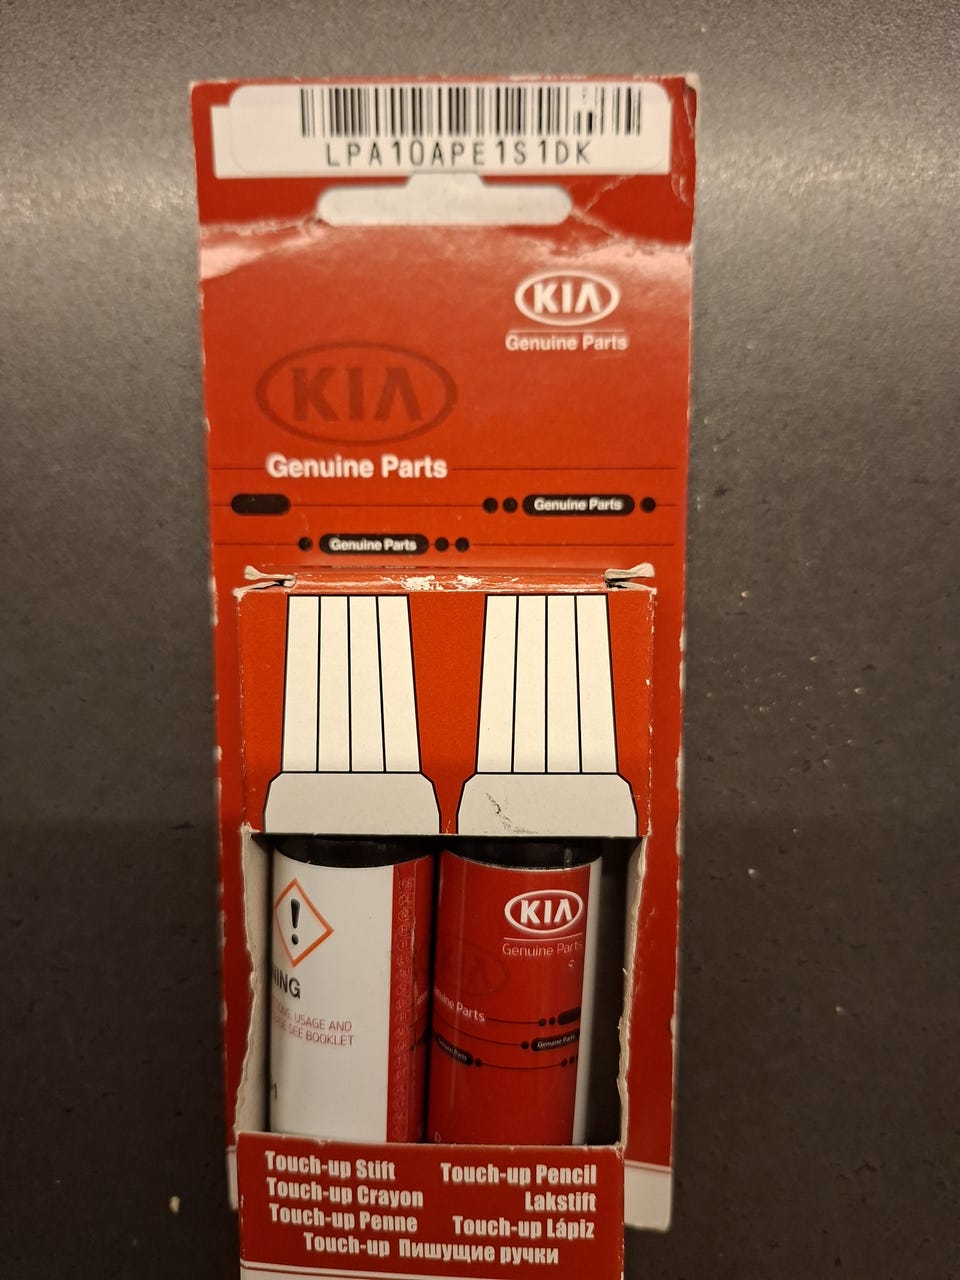 LPA10APE1S1DK
KIA
Genuine Parts
KIA
Genuine Parts
Genuine Parts
Genuine Parts
KIA
Genuine Parts
USAGE AND
SEE BOOKLET
Parts
Genuine Parts
Touch-up Stift Touch-up Pencil
Touch-up Crayon Lakstift
Touch-up Penne Touch-up Lápiz
Touch-up Пишущие ручки